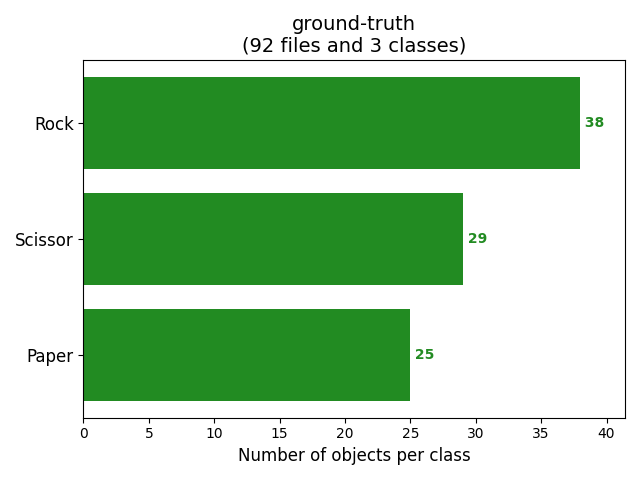 ground-truth
(92 files and 3 classes)
Rock
38
Scissor
29
Paper
25
0 5 10 15 20 25 30 35 40
Number of objects per class